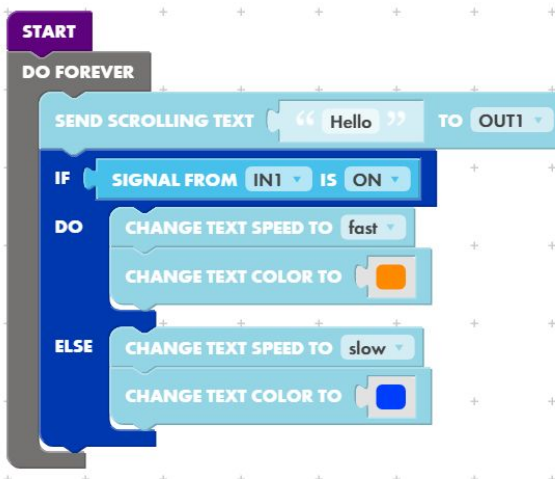 START
DO FOREVER
SEND SCROLLING TEXT “ Hello ” TO OUT1
IF SIGNAL FROM IN1 IS ON
DO CHANGE TEXT SPEED TO fast
CHANGE TEXT COLOR TO
ELSE CHANGE TEXT SPEED TO slow
CHANGE TEXT COLOR TO